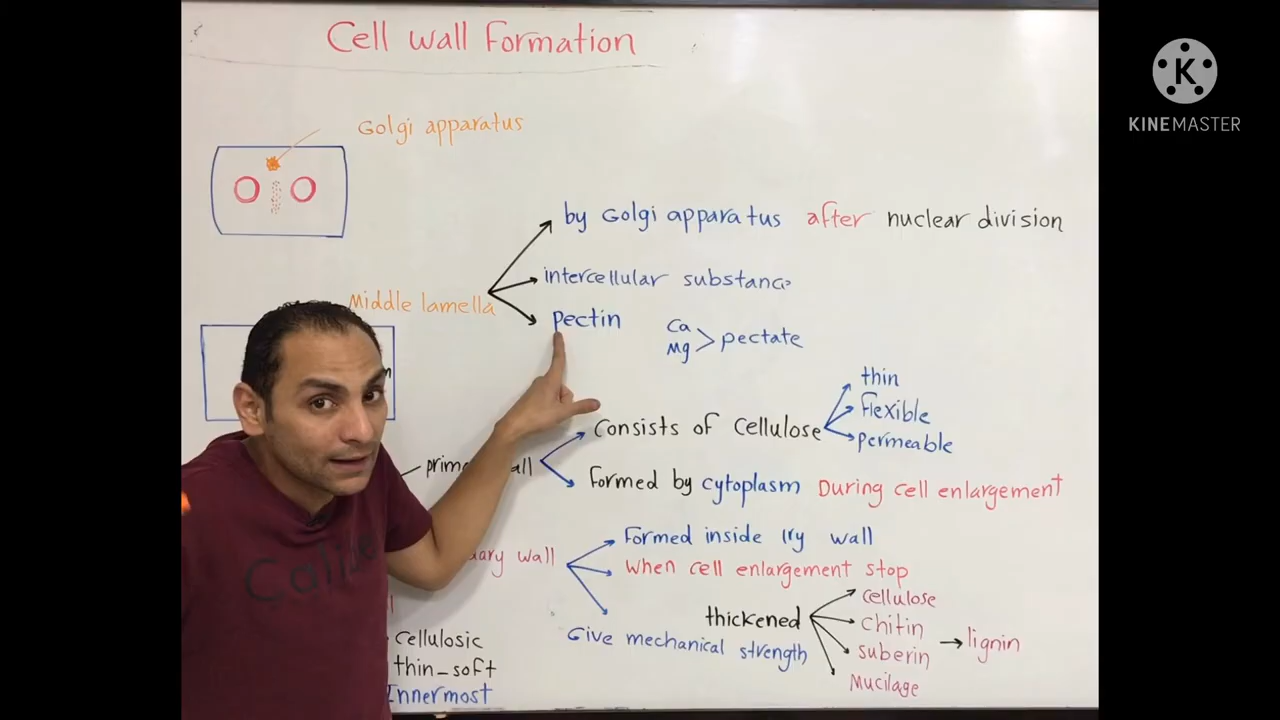 Cell wall Formation
Golgi apparatus
by Golgi apparatus after nuclear division
intercellular substance
Middle lamella
Pectin
Ca
Mg
pectate
thin
Flexible
permeable
Consists of Cellulose
wall
Formed by cytoplasm During cell enlargement
Formed inside 1ry wall
wall
When cell enlargement stop
Give mechanical strength
thickened
cellulose
chitin
suberin
Mucilage
lignin
cellulosic
thin-soft
Innermost
K
KINEMASTER